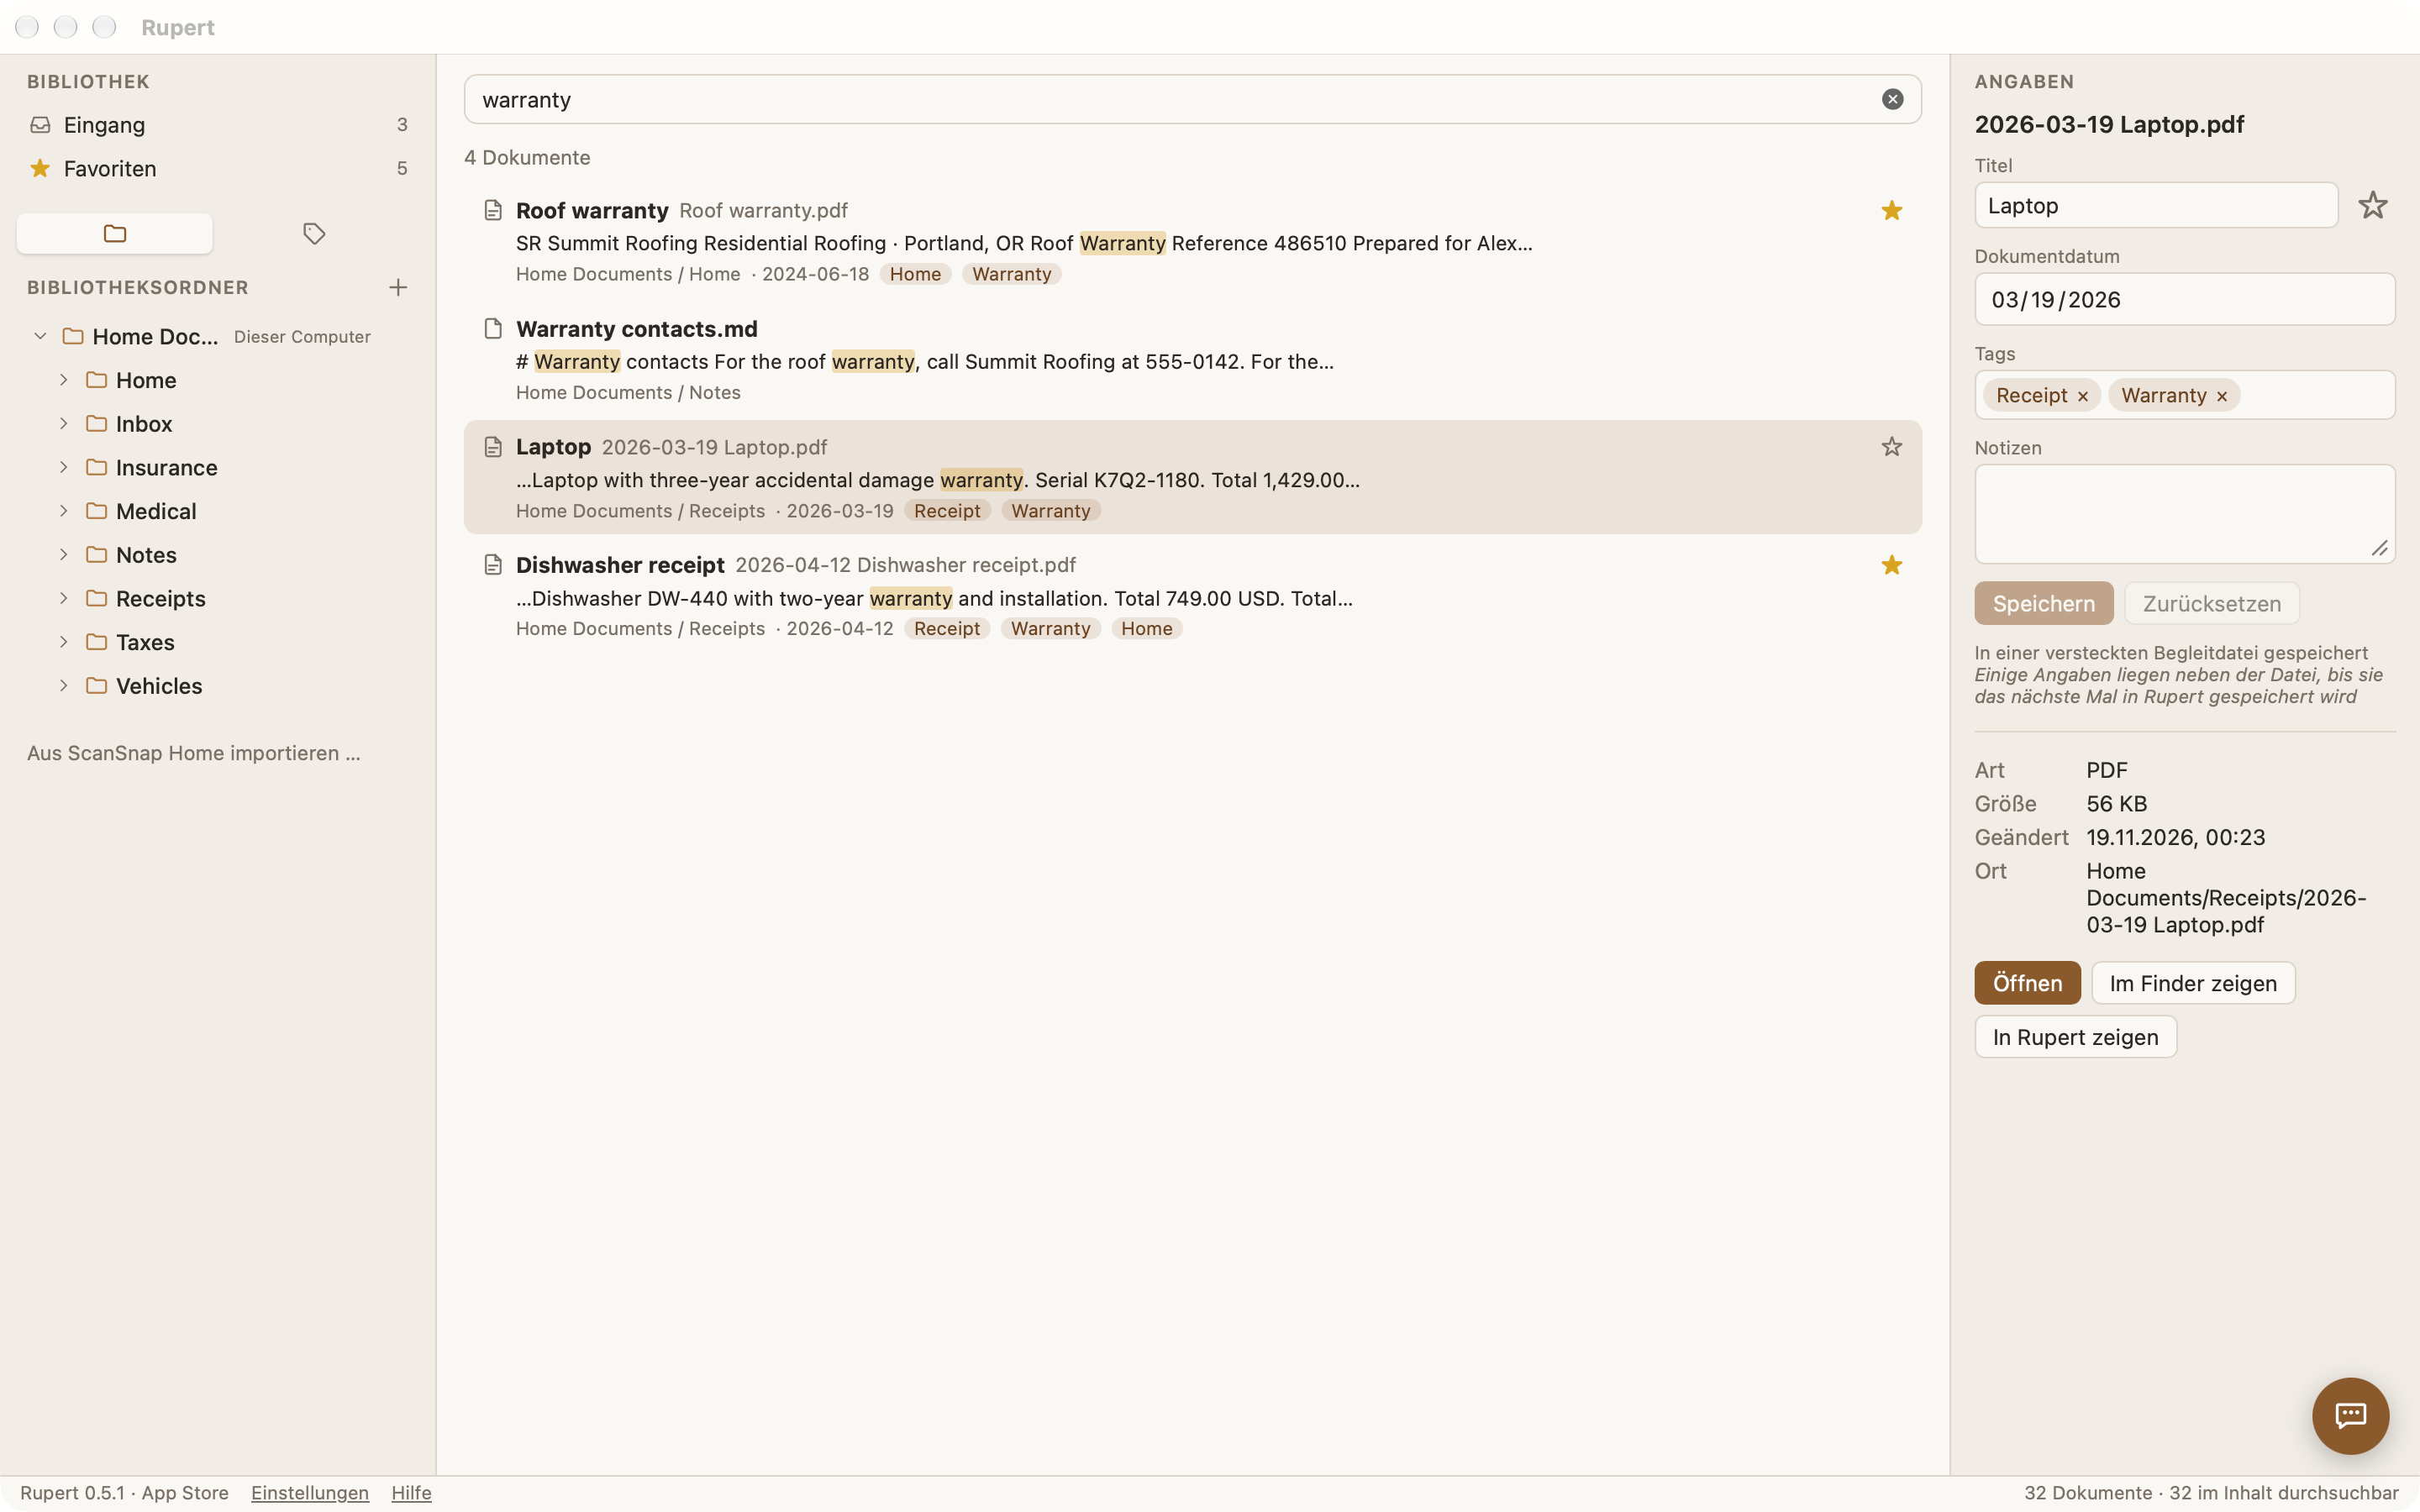 Rupert
BIBLIOTHEK
Eingang 3
Favoriten 5
BIBLIOTHEKSORDNER
Home Doc... Dieser Computer
Home
Inbox
Insurance
Medical
Notes
Receipts
Taxes
Vehicles
Aus ScanSnap Home importieren ...
warranty
4 Dokumente
Roof warranty Roof warranty.pdf
SR Summit Roofing Residential Roofing · Portland, OR Roof Warranty Reference 486510 Prepared for Alex...
Home Documents / Home · 2024-06-18 Home Warranty
Warranty contacts.md
# Warranty contacts For the roof warranty, call Summit Roofing at 555-0142. For the...
Home Documents / Notes
Laptop 2026-03-19 Laptop.pdf
...Laptop with three-year accidental damage warranty. Serial K7Q2-1180. Total 1,429.00...
Home Documents / Receipts · 2026-03-19 Receipt Warranty
Dishwasher receipt 2026-04-12 Dishwasher receipt.pdf
...Dishwasher DW-440 with two-year warranty and installation. Total 749.00 USD. Total...
Home Documents / Receipts · 2026-04-12 Receipt Warranty Home
ANGABEN
2026-03-19 Laptop.pdf
Titel
Laptop
Dokumentdatum
03/19/2026
Tags
Receipt × Warranty ×
Notizen
Speichern Zurücksetzen
In einer versteckten Begleitdatei gespeichert
Einige Angaben liegen neben der Datei, bis sie
das nächste Mal in Rupert gespeichert wird
Art PDF
Größe 56 KB
Geändert 19.11.2026, 00:23
Ort Home
Documents/Receipts/2026-
03-19 Laptop.pdf
Öffnen Im Finder zeigen
In Rupert zeigen
Rupert 0.5.1 · App Store Einstellungen Hilfe
32 Dokumente · 32 im Inhalt durchsuchbar